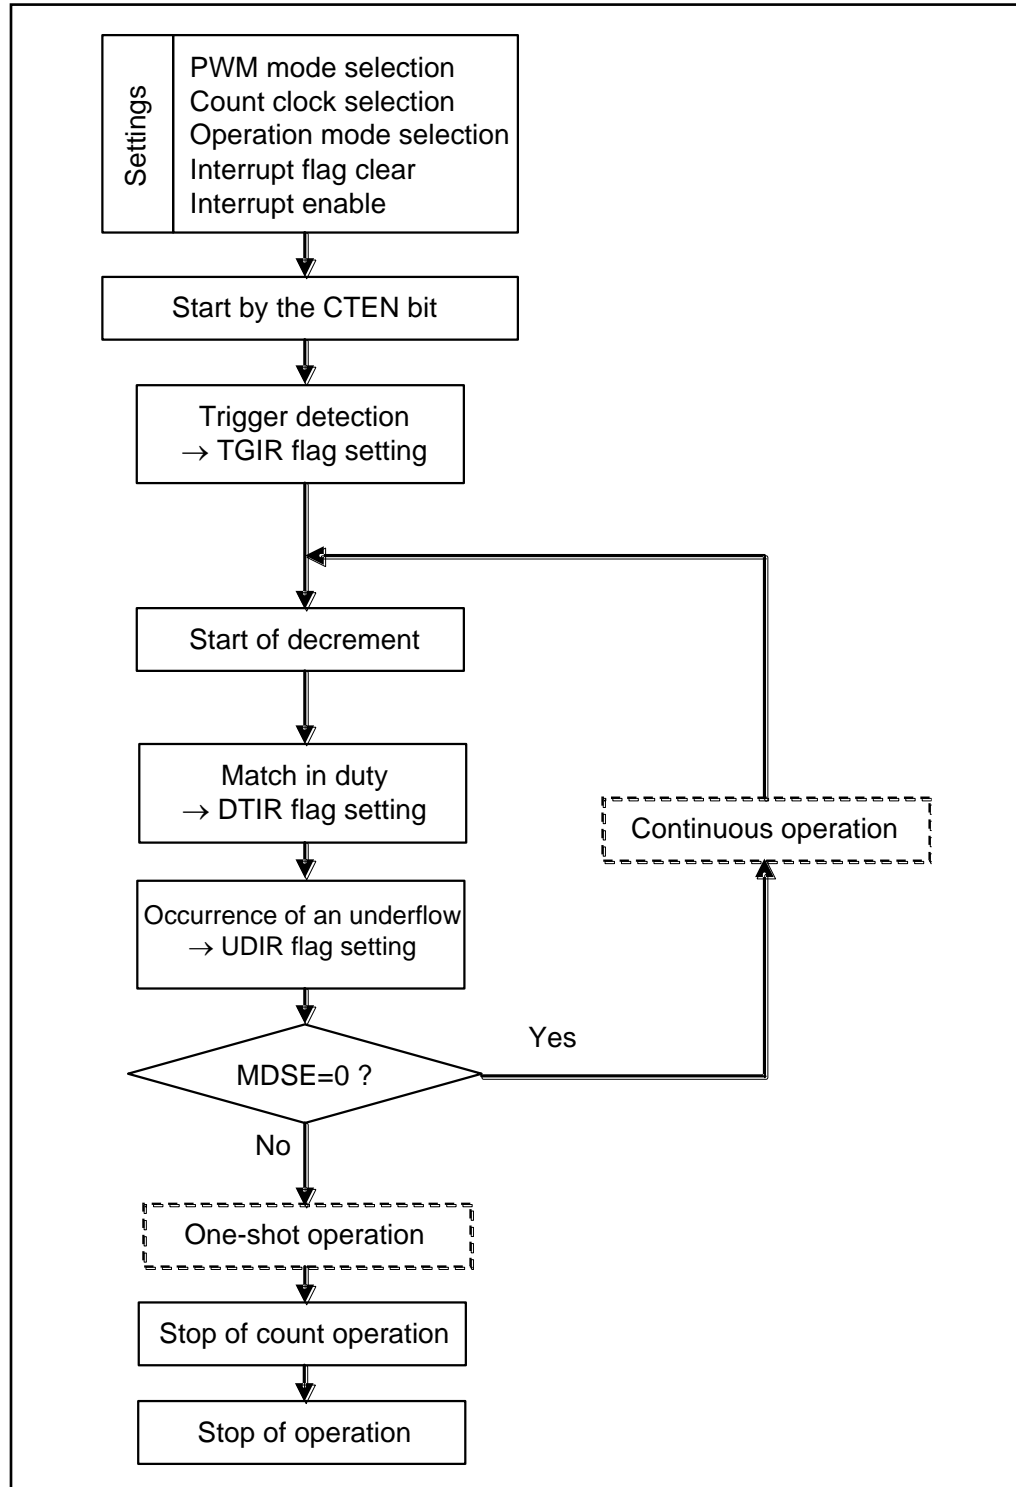 Settings
PWM mode selection
Count clock selection
Operation mode selection
Interrupt flag clear
Interrupt enable
Start by the CTEN bit
Trigger detection
→ TGIR flag setting
Start of decrement
Match in duty
→ DTIR flag setting
Continuous operation
Occurrence of an underflow
→ UDIR flag setting
Yes
MDSE=0 ?
No
One-shot operation
Stop of count operation
Stop of operation